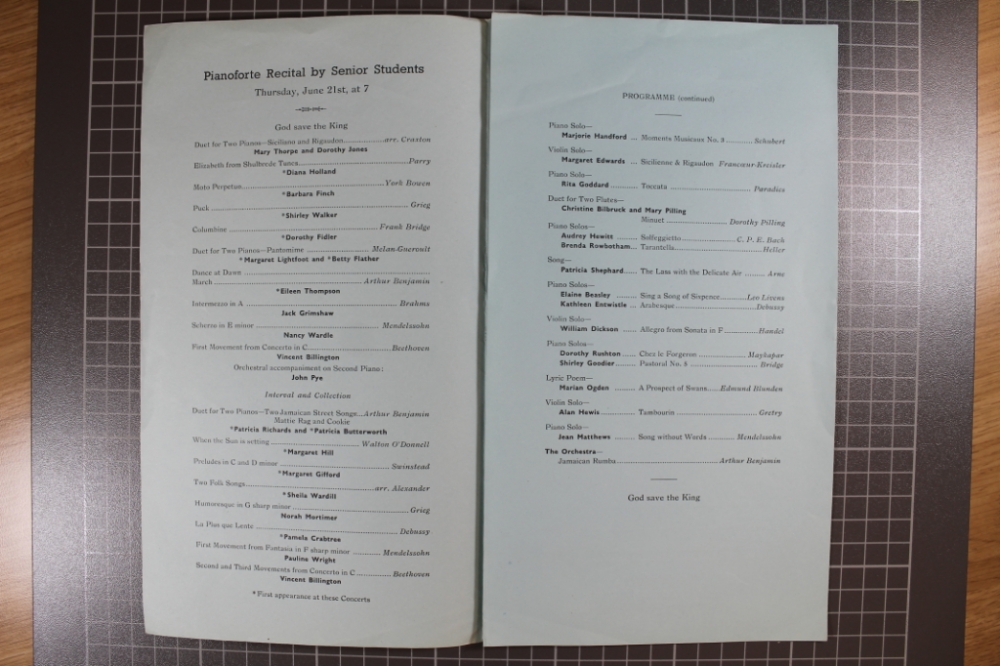 Pianoforte Recital by Senior Students
Thursday, June 21st, at 7
God save the King
Duet for Two Pianos—Siciliano and Rigaudon ... arr. Craxton
Mary Thorpe and Dorothy Jones
Elizabeth from Shulbrede Tunes ... Parry
*Diana Holland
Moto Perpetuo ... York Bowen
*Barbara Finch
Puck ... Grieg
*Shirley Walker
Columbine ... Frank Bridge
*Dorothy Fidler
Duet for Two Pianos—Pantomime ... Melan-Gueroult
*Margaret Lightfoot and *Betty Flather
Dance at Dawn ...
March ... Arthur Benjamin
*Eileen Thompson
Intermezzo in A ... Brahms
Jack Grimshaw
Scherzo in E minor ... Mendelssohn
Nancy Wardle
First Movement from Concerto in C ... Beethoven
Vincent Billington
Orchestral accompaniment on Second Piano:
John Pye
Interval and Collection
Duet for Two Pianos—Two Jamaican Street Songs ... Arthur Benjamin
Mattie Rag and Cookie
*Patricia Richards and *Patricia Butterworth
When the Sun is setting ... Walton O'Donnell
*Margaret Hill
Preludes in C and D minor ... Swinstead
*Margaret Gifford
Two Folk Songs ... arr. Alexander
*Sheila Wardill
Humoresque in G sharp minor ... Grieg
Norah Mortimer
La Plus que Lente ... Debussy
*Pamela Crabtree
First Movement from Fantasia in F sharp minor ... Mendelssohn
Pauline Wright
Second and Third Movements from Concerto in C ... Beethoven
Vincent Billington
*First appearance at these Concerts
PROGRAMME (continued)
Piano Solo—
Marjorie Handford ... Momento Musicaux No. 3 ... Schubert
Violin Solo—
Margaret Edwards ... Sicilienne & Rigaudon Francœur-Kreisler
Piano Solo—
Rita Goddard ... Toccata ... Paradies
Duet for Two Flutes—
Christine Bilbruck and Mary Pilling
Minuet ... Dorothy Pilling
Piano Solos—
Audrey Hewitt ... Solfeggietto ... C. P. E. Bach
Brenda Rowbotham ... Tarantella ... Heller
Song—
Patricia Shephard ... The Lass with the Delicate Air ... Arne
Piano Solos—
Elaine Beasley ... Sing a Song of Sixpence ... Leo Livens
Kathleen Entwistle ... Arabesque ... Debussy
Violin Solo—
William Dickson ... Allegro from Sonata in F ... Handel
Piano Solos—
Dorothy Rushton ... Chez le Forgeron ... Maykapar
Shirley Goodier ... Pastoral No. 8 ... Bridge
Lyric Poem—
Marian Ogden ... A Prospect of Swans ... Edmund Blunden
Violin Solo—
Alan Hewis ... Tambourin ... Gretry
Piano Solo—
Jean Matthews ... Song without Words ... Mendelssohn
The Orchestra—
Jamaican Rumba ... Arthur Benjamin
God save the King